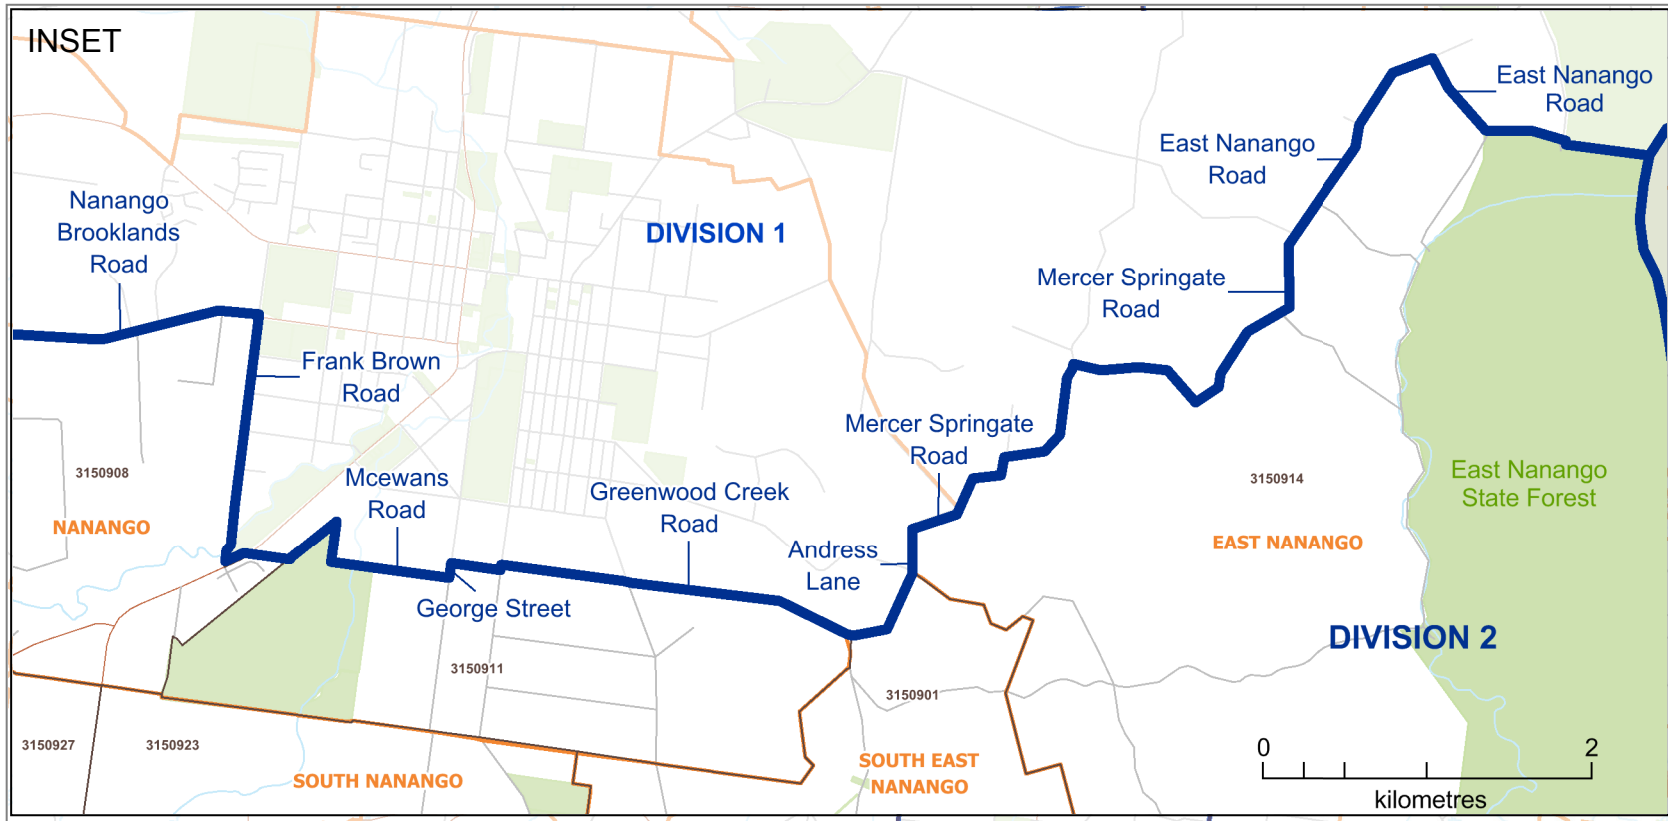 INSET
East Nanango
Road
East Nanango
Road
Nanango
Brooklands
Road
DIVISION 1
Mercer Springate
Road
Frank Brown
Road
Mercer Springate
Road
3150908
Mcewans
Road
Greenwood Creek
Road
3150914
East Nanango
State Forest
NANANGO
EAST NANANGO
Andress
Lane
George Street
DIVISION 2
3150911
3150901
3150927
3150923
SOUTH NANANGO
SOUTH EAST
NANANGO
0 2
kilometres